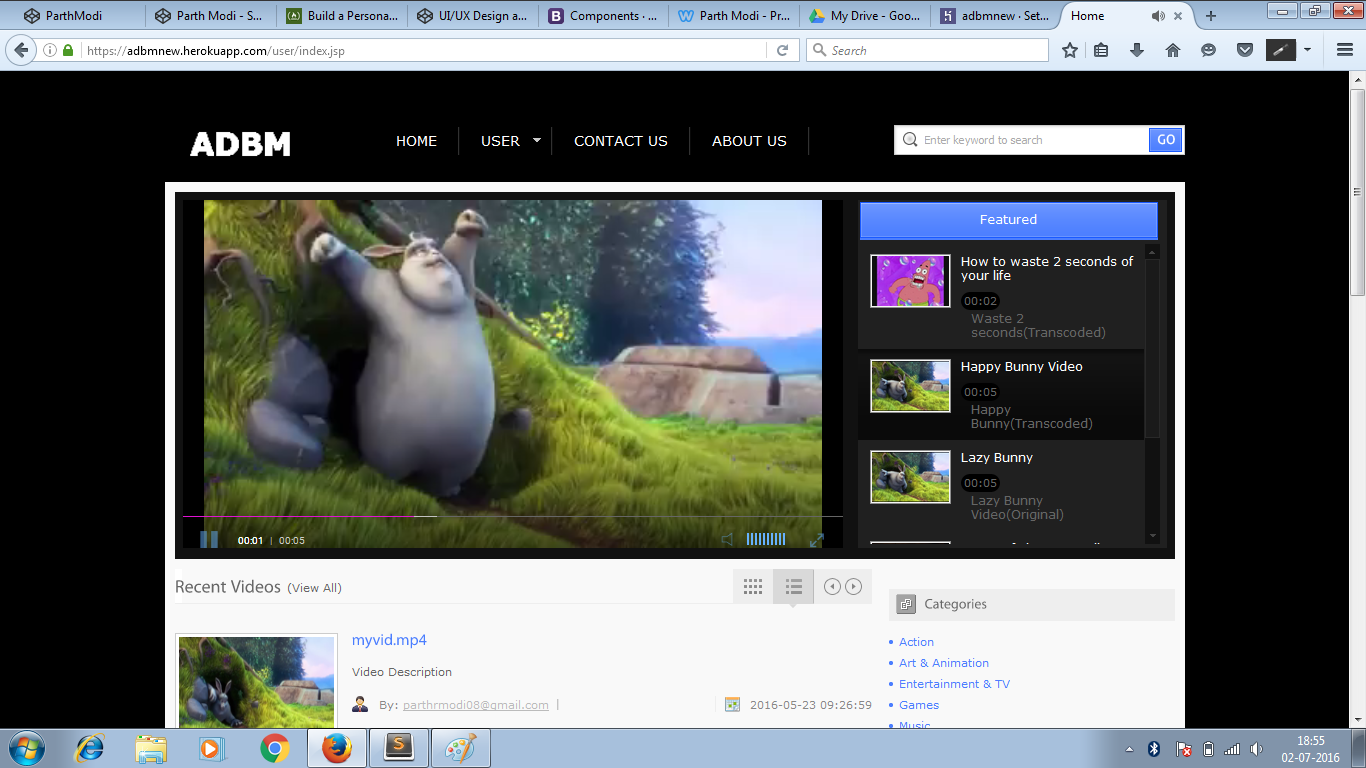 ParthModi
Parth Modi - S...
Build a Persona...
UI/UX Design a...
Components · ...
Parth Modi - Pr...
My Drive - Goo...
adbmnew · Set...
Home
https://adbmnew.herokuapp.com/user/index.jsp
Search
ADBM
HOME
USER
CONTACT US
ABOUT US
Enter keyword to search
GO
Featured
How to waste 2 seconds of
your life
00:02
Waste 2
seconds(Transcoded)
Happy Bunny Video
00:05
Happy
Bunny(Transcoded)
Lazy Bunny
00:05
Lazy Bunny
Video(Original)
00:01 | 00:05
Recent Videos (View All)
Categories
Action
Art & Animation
Entertainment & TV
Games
Music
myvid.mp4
Video Description
By: parthrmodi08@gmail.com |
2016-05-23 09:26:59
18:55
02-07-2016